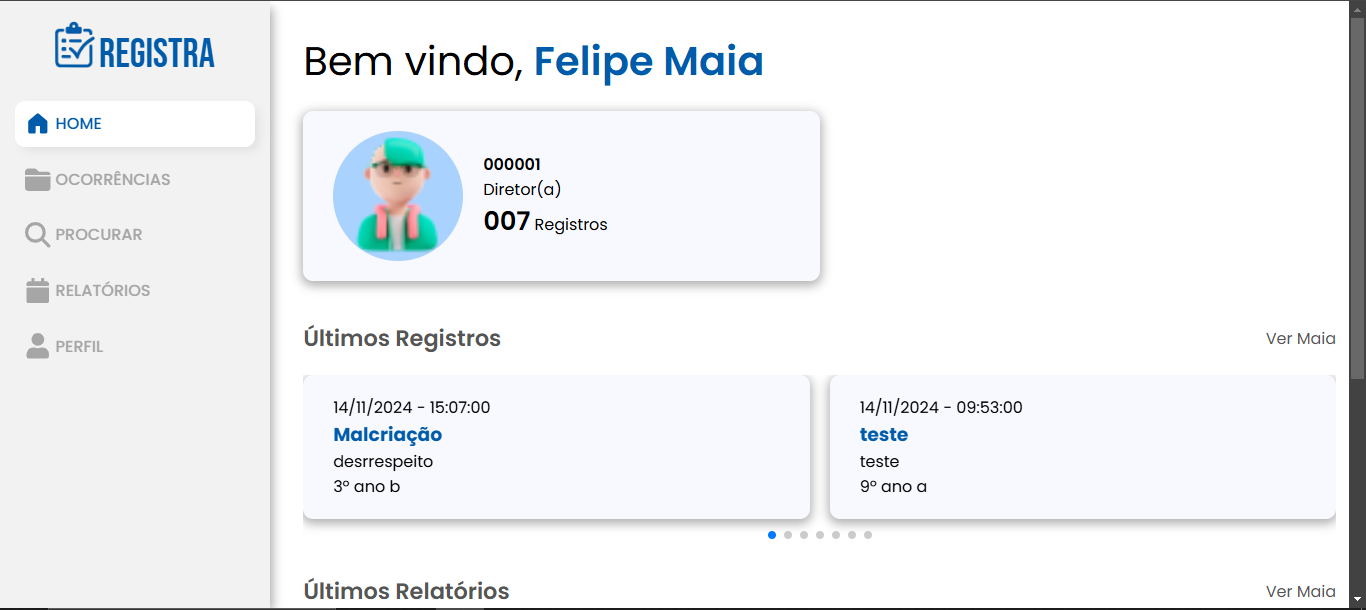 REGISTRA
HOME
OCORRÊNCIAS
PROCURAR
RELATÓRIOS
PERFIL
Bem vindo, Felipe Maia
000001
Diretor(a)
007 Registros
Últimos Registros
Ver Maia
14/11/2024 - 15:07:00
Malcriação
desrrespeito
3º ano b
14/11/2024 - 09:53:00
teste
teste
9º ano a
Últimos Relatórios
Ver Maia